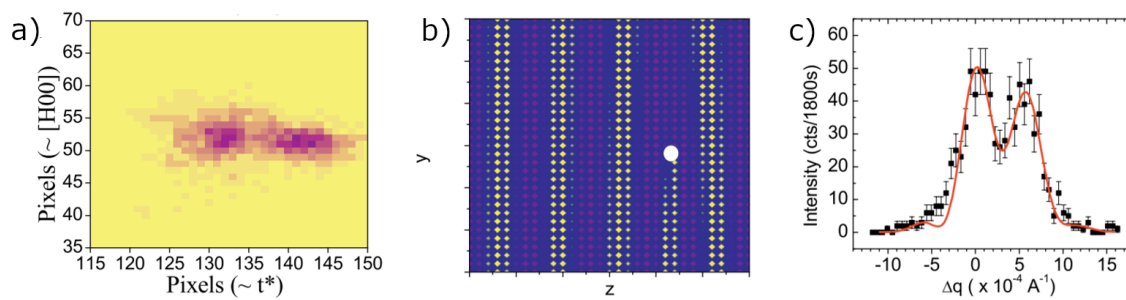 a)
70
65
60
55
50
45
40
35
Pixels (~ [H00])
115 120 125 130 135 140 145 150
Pixels (~ t*)
b)
y
z
c)
60
50
40
30
20
10
0
Intensity (cts/1800s)
-10 -5 0 5 10 15
Δq ( x 10⁻⁴ A⁻¹)